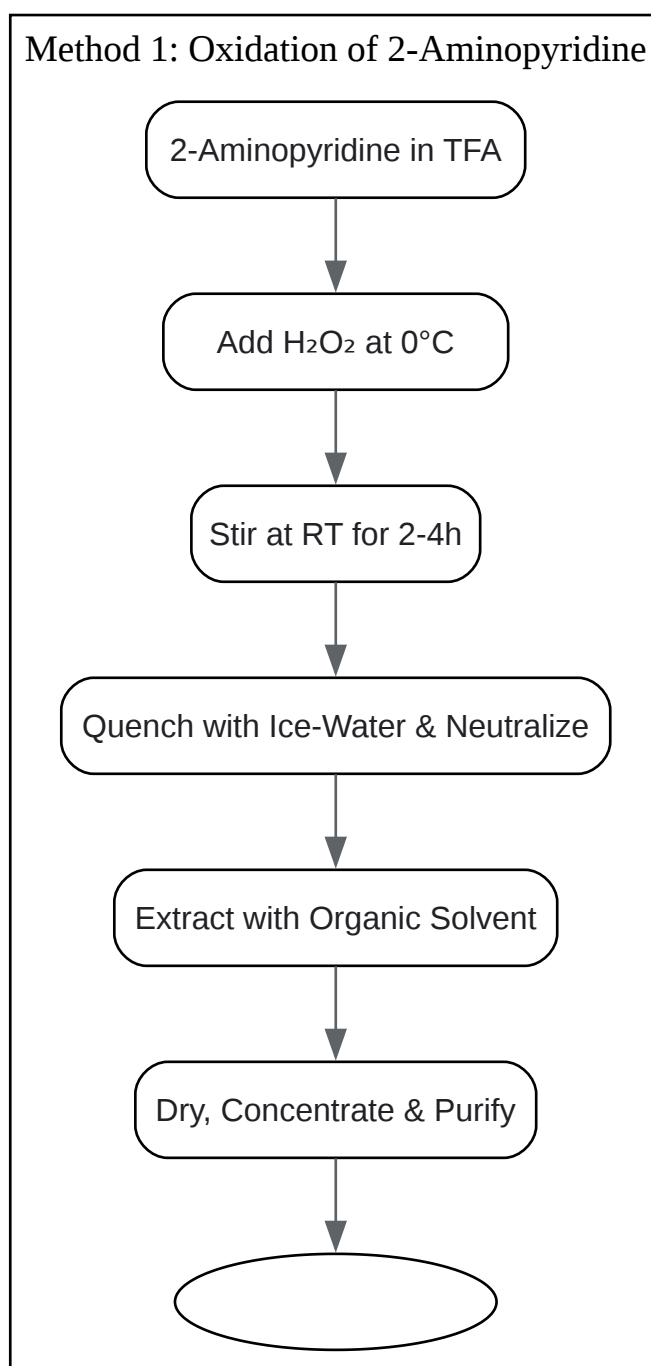 Method 1: Oxidation of 2-Aminopyridine
2-Aminopyridine in TFA
Add H₂O₂ at 0°C
Stir at RT for 2-4h
Quench with Ice-Water & Neutralize
Extract with Organic Solvent
Dry, Concentrate & Purify